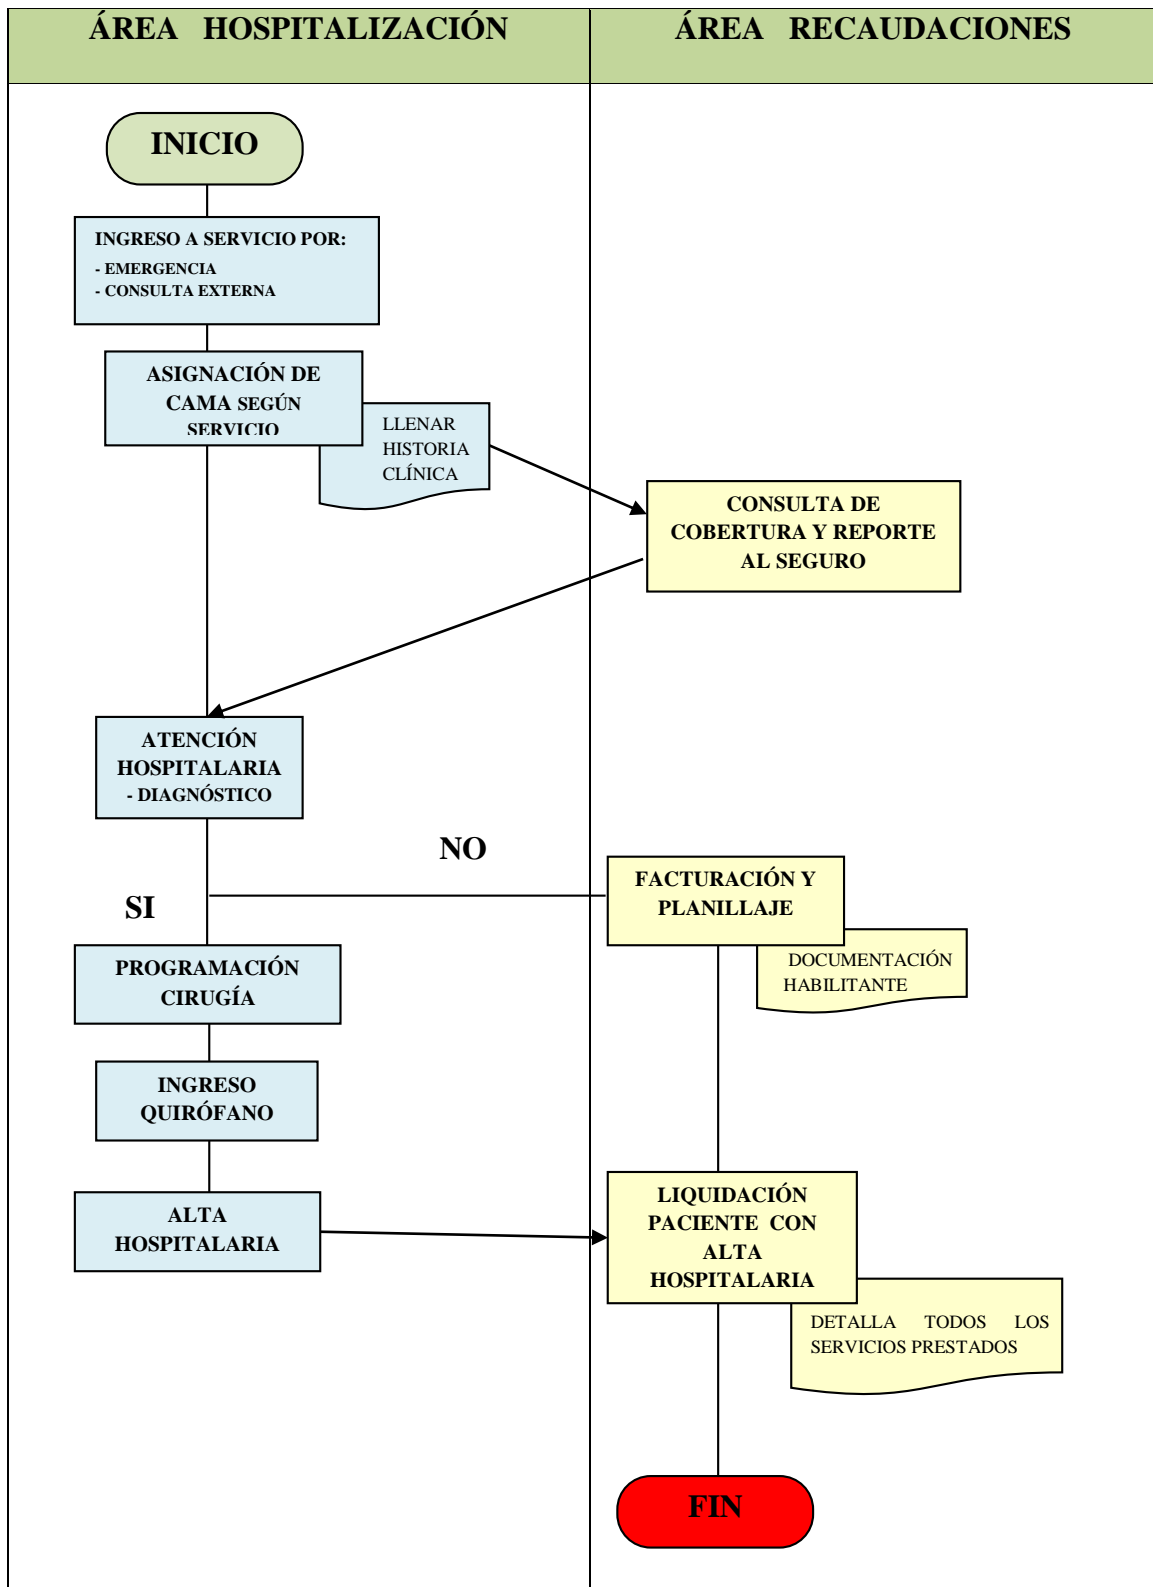 ÁREA HOSPITALIZACIÓN
ÁREA RECAUDACIONES
INICIO
INGRESO A SERVICIO POR:
- EMERGENCIA
- CONSULTA EXTERNA
ASIGNACIÓN DE
CAMA SEGÚN
SERVICIO
LLENAR
HISTORIA
CLÍNICA
CONSULTA DE
COBERTURA Y REPORTE
AL SEGURO
ATENCIÓN
HOSPITALARIA
- DIAGNÓSTICO
NO
SI
FACTURACIÓN Y
PLANILLAJE
DOCUMENTACIÓN
HABILITANTE
PROGRAMACIÓN
CIRUGÍA
INGRESO
QUIRÓFANO
ALTA
HOSPITALARIA
LIQUIDACIÓN
PACIENTE CON
ALTA
HOSPITALARIA
DETALLA TODOS LOS
SERVICIOS PRESTADOS
FIN